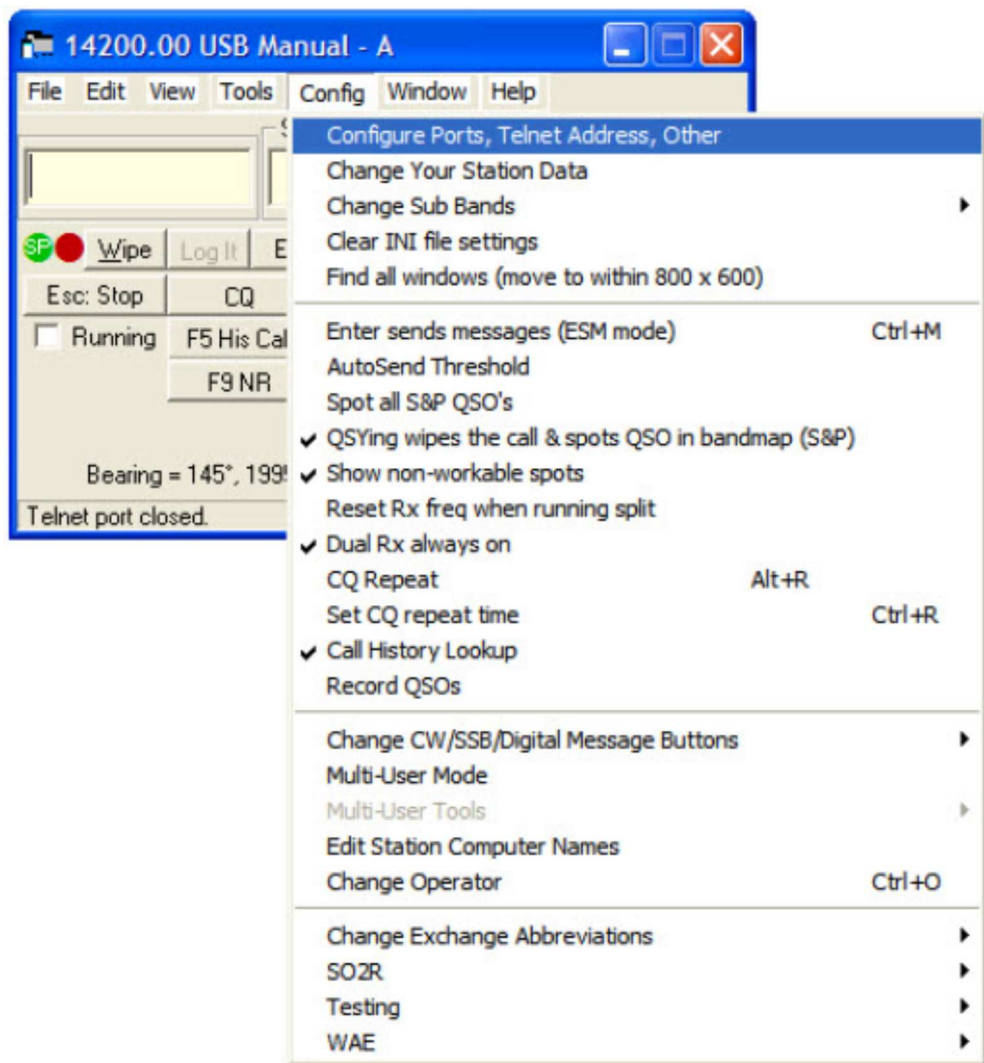 14200.00 USB Manual - A
File Edit View Tools Config Window Help
Configure Ports, Telnet Address, Other
Change Your Station Data
Change Sub Bands
Clear INI file settings
Find all windows (move to within 800 x 600)
Enter sends messages (ESM mode) Ctrl+M
AutoSend Threshold
Spot all S&P QSO's
QSYing wipes the call & spots QSO in bandmap (S&P)
Show non-workable spots
Reset Rx freq when running split
Dual Rx always on
CQ Repeat Alt+R
Set CQ repeat time Ctrl+R
Call History Lookup
Record QSOs
Change CW/SSB/Digital Message Buttons
Multi-User Mode
Multi-User Tools
Edit Station Computer Names
Change Operator Ctrl+O
Change Exchange Abbreviations
SO2R
Testing
WAE
SP Wipe Log It E
Esc: Stop CQ
Running F5 His Cal
F9 NR
Bearing = 145°, 199
Telnet port closed.